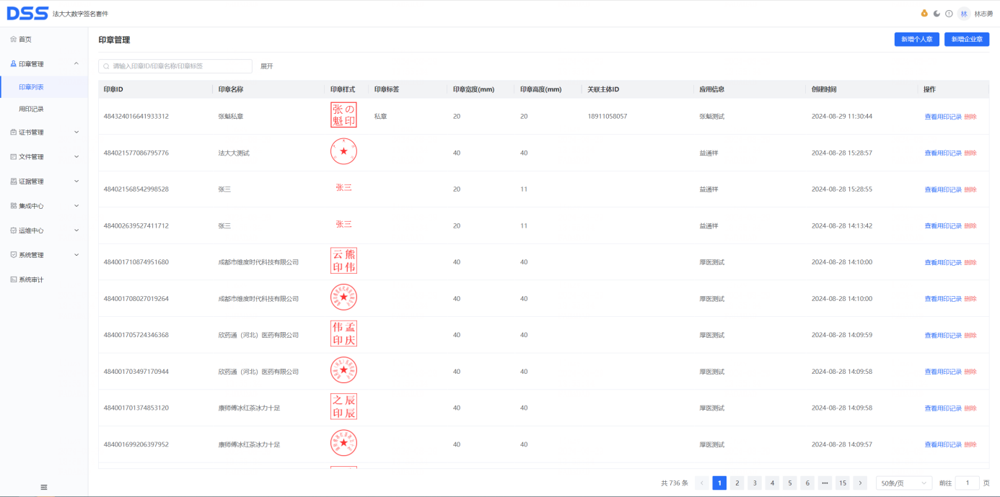 DSS 法大大数字签名套件
林 林志勇
首页
印章管理
印章列表
用印记录
证书管理
文件管理
证据管理
集成中心
运维中心
系统管理
系统审计
印章管理 新增个人章 新增企业章
请输入印章ID/印章名称/印章标签 展开
印章ID 印章名称 印章样式 印章标签 印章宽度(mm) 印章高度(mm) 关联主体ID 应用信息 创建时间 操作
484324016641933312 张魁私章 张の魁印 私章 20 20 18911058057 张魁测试 2024-08-29 11:30:44 查看用印记录 删除
484021577086795776 法大大测试 40 40 益通祥 2024-08-28 15:28:57 查看用印记录 删除
484021568542998528 张三 张三 20 11 益通祥 2024-08-28 15:28:55 查看用印记录 删除
484002639527411712 张三 张三 20 11 益通祥 2024-08-28 14:13:42 查看用印记录 删除
484001710874951680 成都市维度时代科技有限公司 云熊印伟 40 40 厚医测试 2024-08-28 14:10:00 查看用印记录 删除
484001708027019264 成都市维度时代科技有限公司 40 40 厚医测试 2024-08-28 14:10:00 查看用印记录 删除
484001705724346368 欣药通（河北）医药有限公司 伟孟印庆 40 40 厚医测试 2024-08-28 14:09:59 查看用印记录 删除
484001703497170944 欣药通（河北）医药有限公司 40 40 厚医测试 2024-08-28 14:09:58 查看用印记录 删除
484001701374853120 康师傅冰红茶冰力十足 之辰印辰 40 40 厚医测试 2024-08-28 14:09:58 查看用印记录 删除
484001699206397952 康师傅冰红茶冰力十足 40 40 厚医测试 2024-08-28 14:09:57 查看用印记录 删除
共 736 条 1 2 3 4 5 6 ••• 15 50条/页 前往 1 页